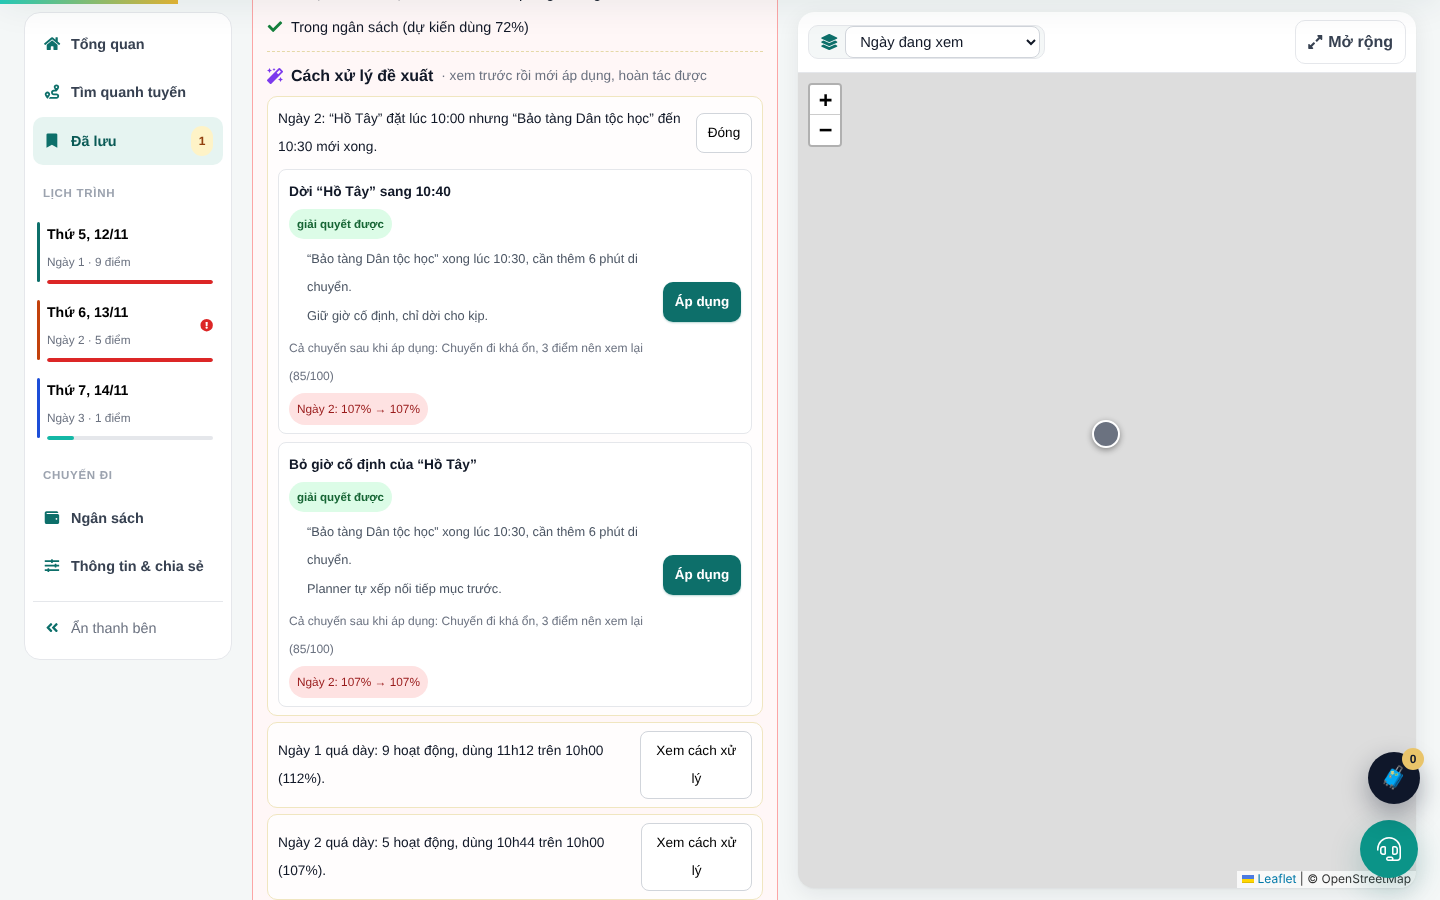 Tổng quan
Tìm quanh tuyến
Đã lưu
1
LỊCH TRÌNH
Thứ 5, 12/11
Ngày 1 · 9 điểm
Thứ 6, 13/11
Ngày 2 · 5 điểm
Thứ 7, 14/11
Ngày 3 · 1 điểm
CHUYẾN ĐI
Ngân sách
Thông tin & chia sẻ
Ẩn thanh bên
Trong ngân sách (dự kiến dùng 72%)
Cách xử lý đề xuất · xem trước rồi mới áp dụng, hoàn tác được
Ngày 2: “Hồ Tây” đặt lúc 10:00 nhưng “Bảo tàng Dân tộc học” đến
10:30 mới xong.
Đóng
Dời “Hồ Tây” sang 10:40
giải quyết được
“Bảo tàng Dân tộc học” xong lúc 10:30, cần thêm 6 phút di
chuyển.
Giữ giờ cố định, chỉ dời cho kịp.
Áp dụng
Cả chuyến sau khi áp dụng: Chuyến đi khá ổn, 3 điểm nên xem lại
(85/100)
Ngày 2: 107% → 107%
Bỏ giờ cố định của “Hồ Tây”
giải quyết được
“Bảo tàng Dân tộc học” xong lúc 10:30, cần thêm 6 phút di
chuyển.
Planner tự xếp nối tiếp mục trước.
Áp dụng
Cả chuyến sau khi áp dụng: Chuyến đi khá ổn, 3 điểm nên xem lại
(85/100)
Ngày 2: 107% → 107%
Ngày 1 quá dày: 9 hoạt động, dùng 11h12 trên 10h00
(112%).
Xem cách xử
lý
Ngày 2 quá dày: 5 hoạt động, dùng 10h44 trên 10h00
(107%).
Xem cách xử
lý
Ngày đang xem
Mở rộng
+
−
0
Leaflet | © OpenStreetMap